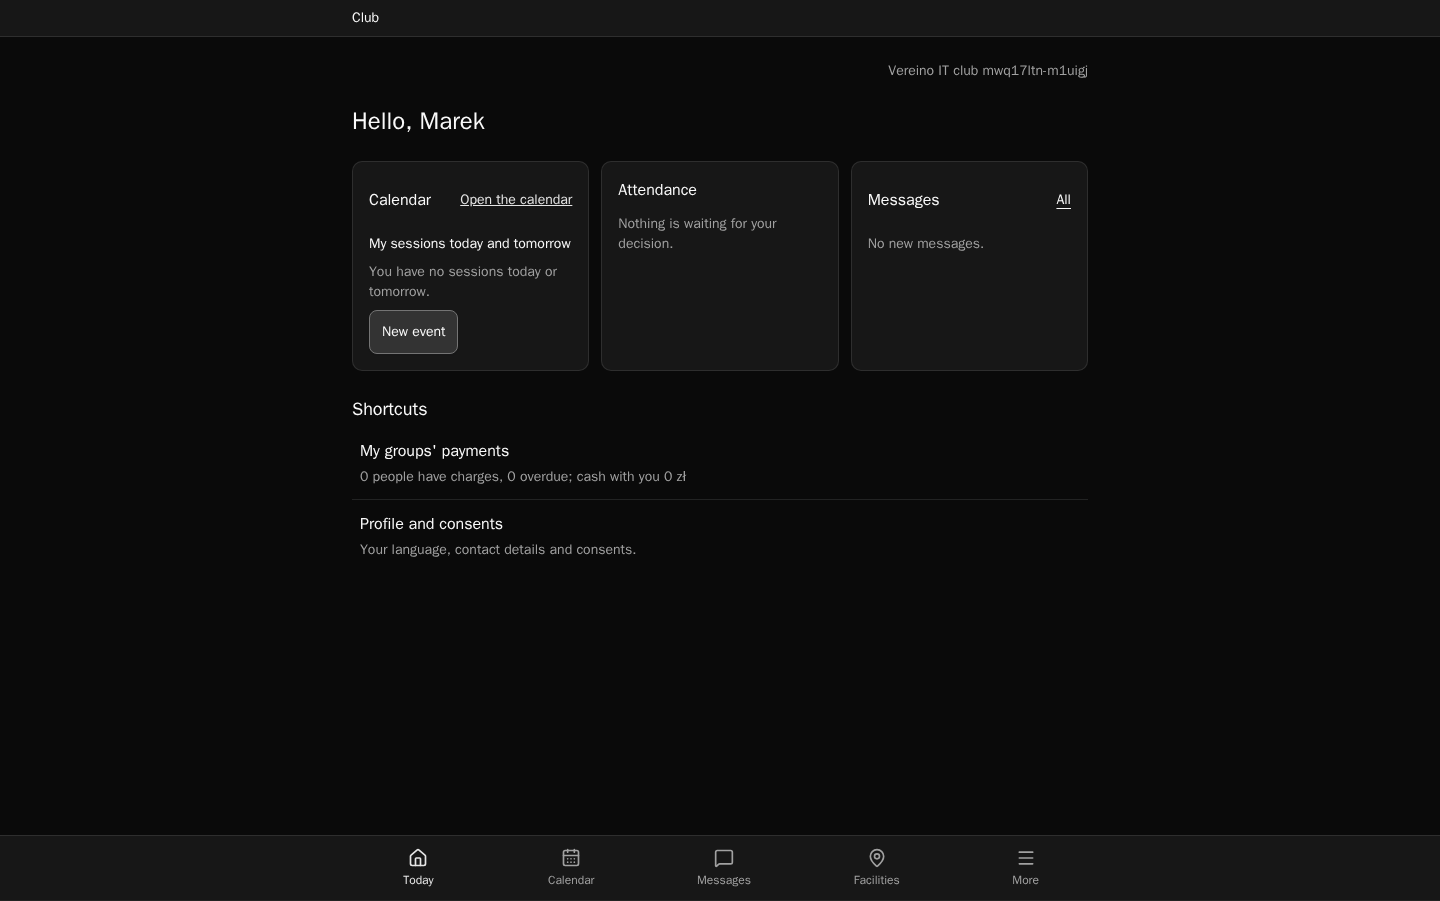 Club
Vereino IT club mwq17ltn-m1uigj
Hello, Marek
Calendar
Open the calendar
My sessions today and tomorrow
You have no sessions today or
tomorrow.
New event
Attendance
Nothing is waiting for your
decision.
Messages
All
No new messages.
Shortcuts
My groups' payments
0 people have charges, 0 overdue; cash with you 0 zł
Profile and consents
Your language, contact details and consents.
Today
Calendar
Messages
Facilities
More